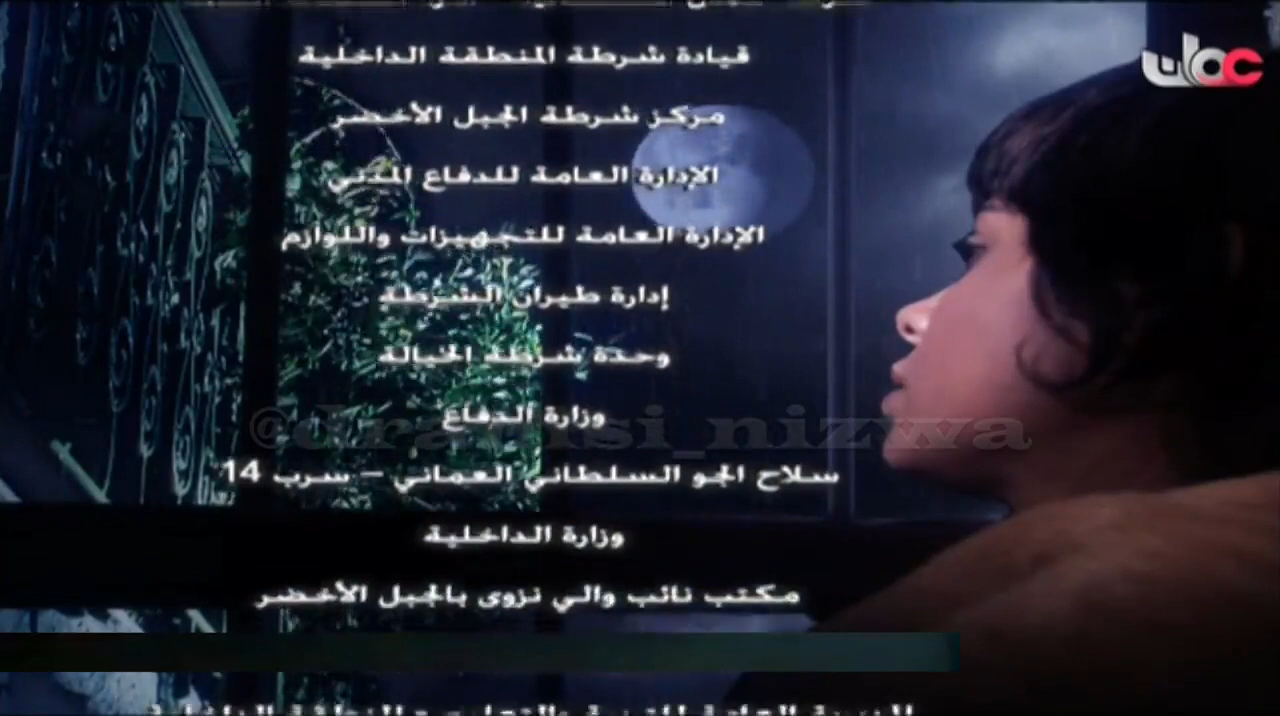 قيادة شرطة المنطقة الداخلية
مركز شرطة الجبل الأخضر
الإدارة العامة للدفاع المدني
الإدارة العامة للتجهيزات واللوازم
إدارة طيران الشرطة
وحدة شرطة الخيالة
وزارة الدفاع
سلاح الجو السلطاني العماني – سرب 14
وزارة الداخلية
مكتب نائب والي نزوى بالجبل الأخضر